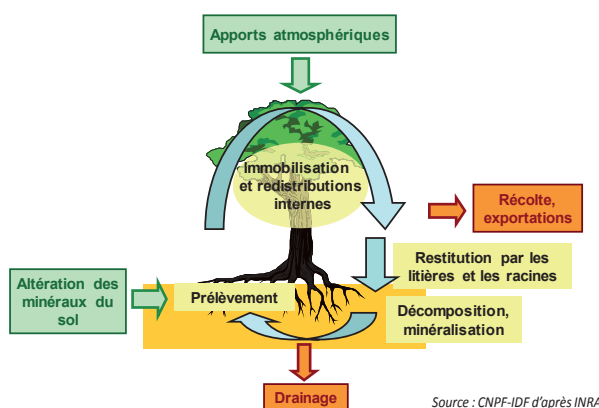 Apports atmosphériques
Immobilisation
et redistributions
internes
Récolte,
exportations
Restitution par les
litières et les racines
Altération des
minéraux du
sol
Prélèvement
Décomposition,
minéralisation
Drainage
Source : CNPF-IDF d'après INRA